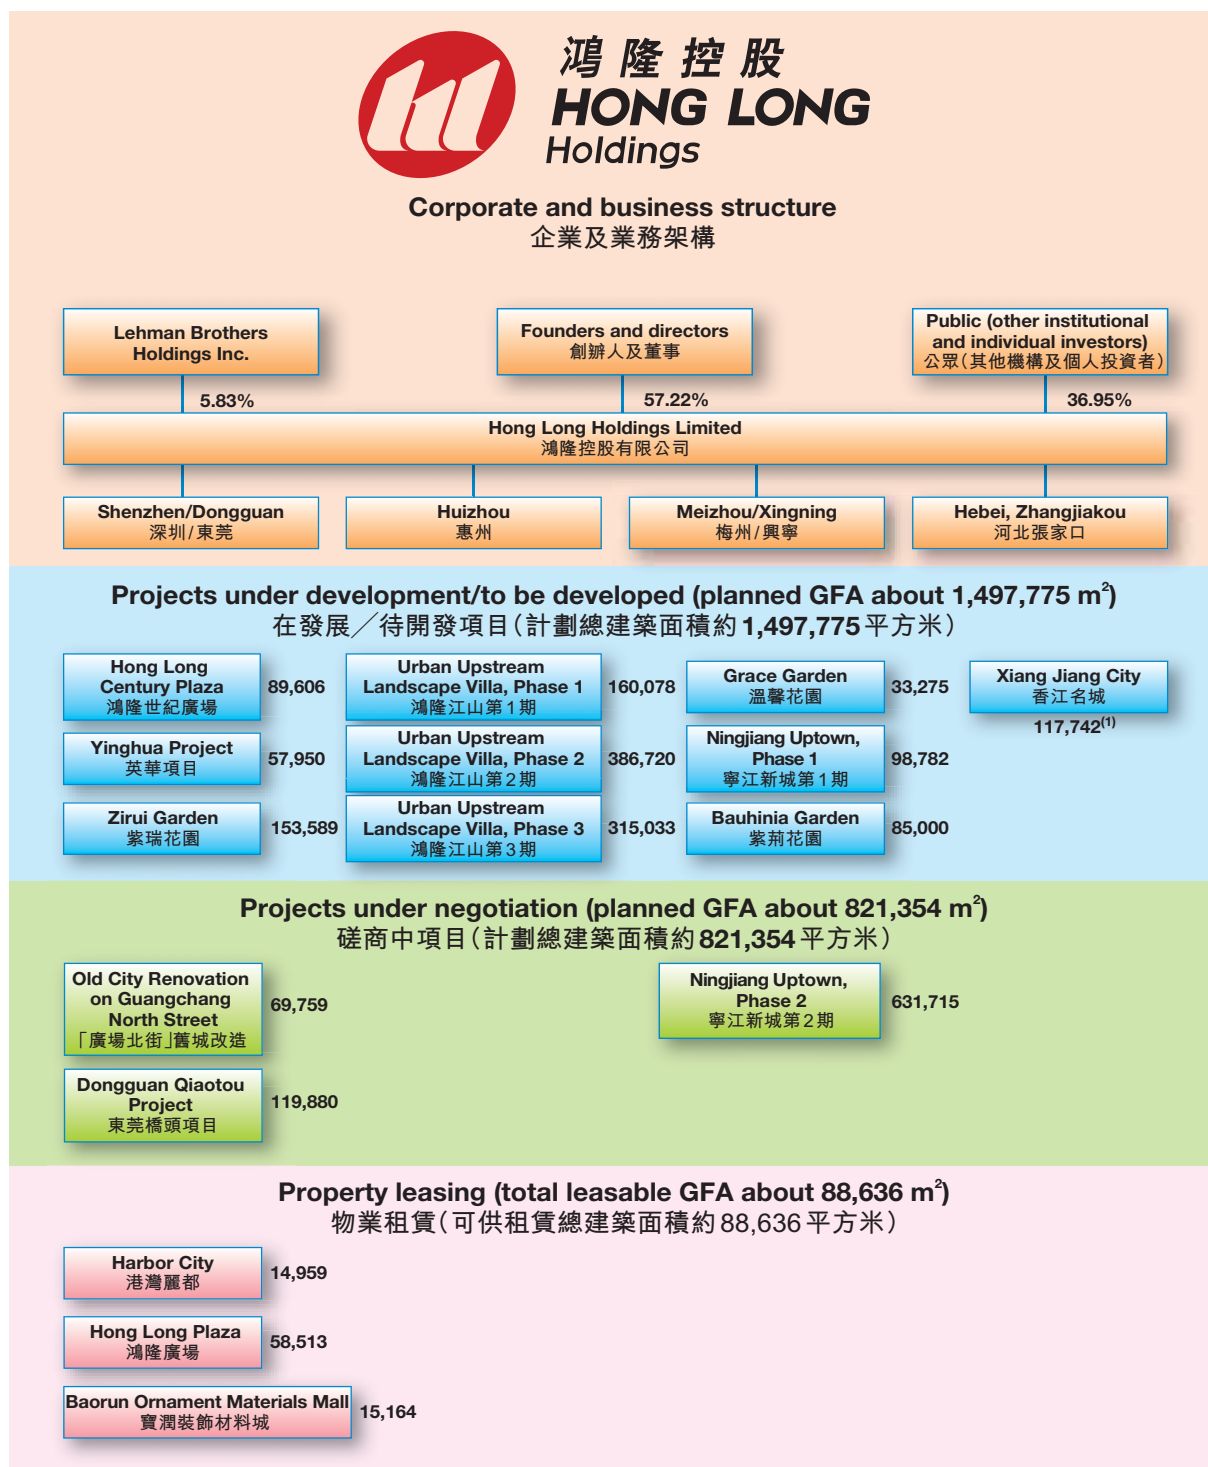 鴻隆控股
HONG LONG
Holdings
Corporate and business structure
企業及業務架構
Lehman Brothers
Holdings Inc.
Founders and directors
創辦人及董事
Public (other institutional
and individual investors)
公眾(其他機構及個人投資者)
5.83%
57.22%
36.95%
Hong Long Holdings Limited
鴻隆控股有限公司
Shenzhen/Dongguan
深圳/東莞
Huizhou
惠州
Meizhou/Xingning
梅州/興寧
Hebei, Zhangjiakou
河北張家口
Projects under development/to be developed (planned GFA about 1,497,775 m²)
在發展／待開發項目(計劃總建築面積約1,497,775平方米)
Hong Long
Century Plaza
鴻隆世紀廣場
89,606
Urban Upstream
Landscape Villa, Phase 1
鴻隆江山第1期
160,078
Grace Garden
溫馨花園
33,275
Xiang Jiang City
香江名城
117,742(1)
Yinghua Project
英華項目
57,950
Urban Upstream
Landscape Villa, Phase 2
鴻隆江山第2期
386,720
Ningjiang Uptown,
Phase 1
寧江新城第1期
98,782
Zirui Garden
紫瑞花園
153,589
Urban Upstream
Landscape Villa, Phase 3
鴻隆江山第3期
315,033
Bauhinia Garden
紫荊花園
85,000
Projects under negotiation (planned GFA about 821,354 m²)
磋商中項目(計劃總建築面積約821,354平方米)
Old City Renovation
on Guangchang
North Street
「廣場北街」舊城改造
69,759
Ningjiang Uptown,
Phase 2
寧江新城第2期
631,715
Dongguan Qiaotou
Project
東莞橋頭項目
119,880
Property leasing (total leasable GFA about 88,636 m²)
物業租賃(可供租賃總建築面積約88,636平方米)
Harbor City
港灣麗都
14,959
Hong Long Plaza
鴻隆廣場
58,513
Baorun Ornament Materials Mall
寶潤裝飾材料城
15,164